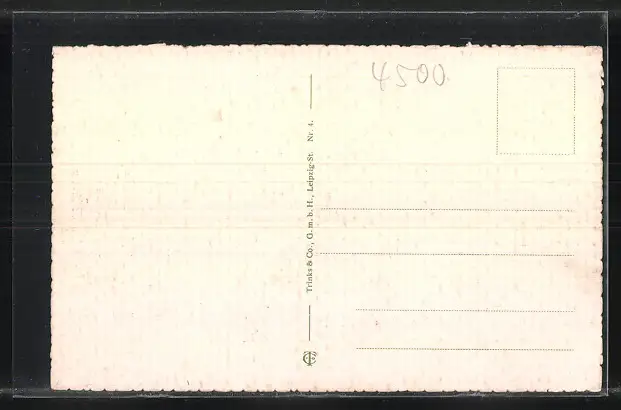 4500
Trinks & Co., G. m. b. H., Leipzig-St. Nr. 4.